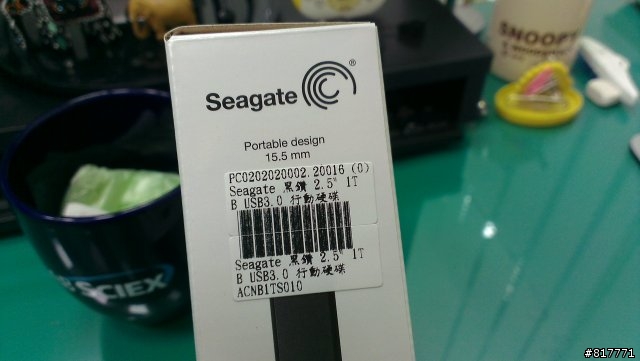 Seagate ®
Portable design
15.5 mm
PC0202020002.20016 (0)
Seagate 黑鑽 2.5" 1T
B USB3.0 行動硬碟
Seagate 黑鑽 2.5" 1T
B USB3.0 行動硬碟
ACNB1TS010
SCIEX
SNOOPY
#817771